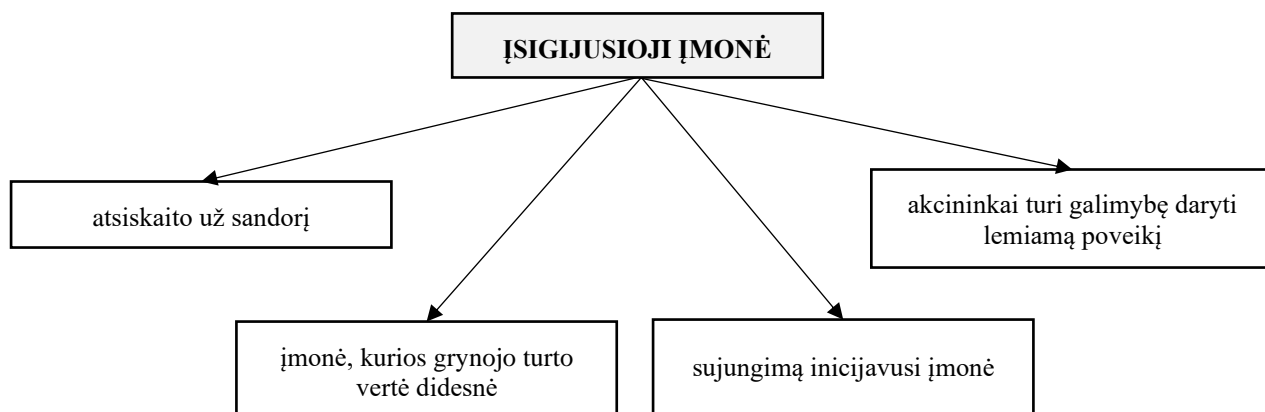 ĮSIGIJUSIOJI ĮMONĖ
atsiskaito už sandorį
akcininkai turi galimybę daryti
lemiamą poveikį
įmonė, kurios grynojo turto
vertė didesnė
sujungimą inicijavusi įmonė